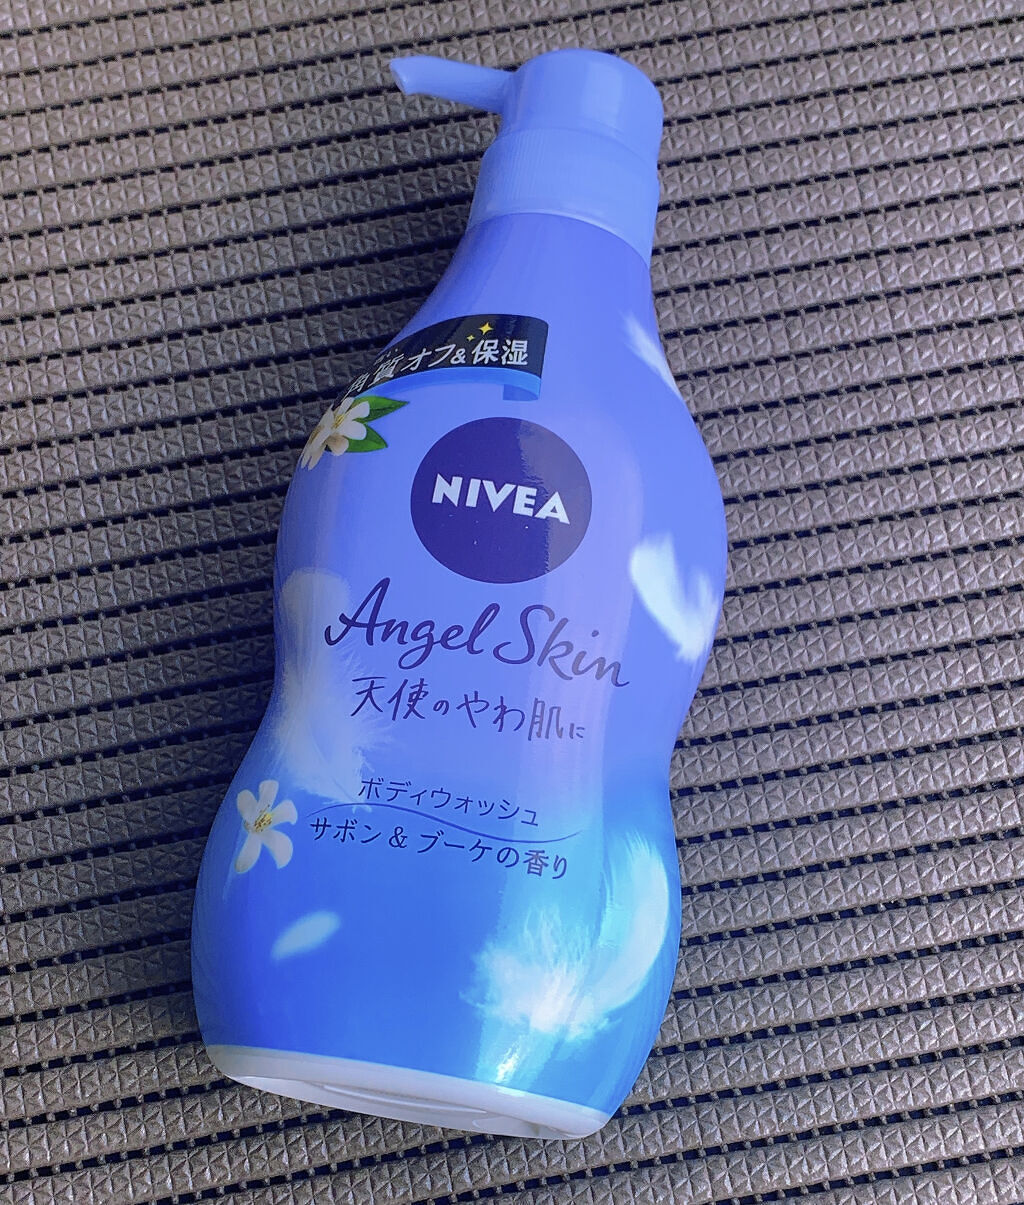 角質オフ&保湿
NIVEA
Angel Skin
天使のやわ肌に
ボディウォッシュ
サボン&ブーケの香り